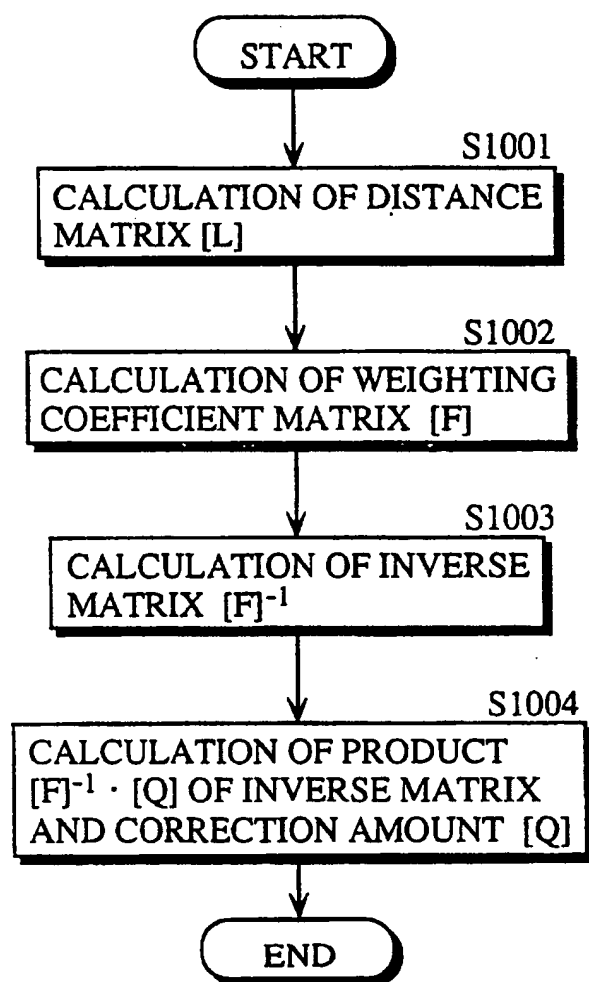 START
S1001
CALCULATION OF DISTANCE
MATRIX [L]
S1002
CALCULATION OF WEIGHTING
COEFFICIENT MATRIX [F]
S1003
CALCULATION OF INVERSE
MATRIX [F]-1
S1004
CALCULATION OF PRODUCT
[F]-1 · [Q] OF INVERSE MATRIX
AND CORRECTION AMOUNT [Q]
END